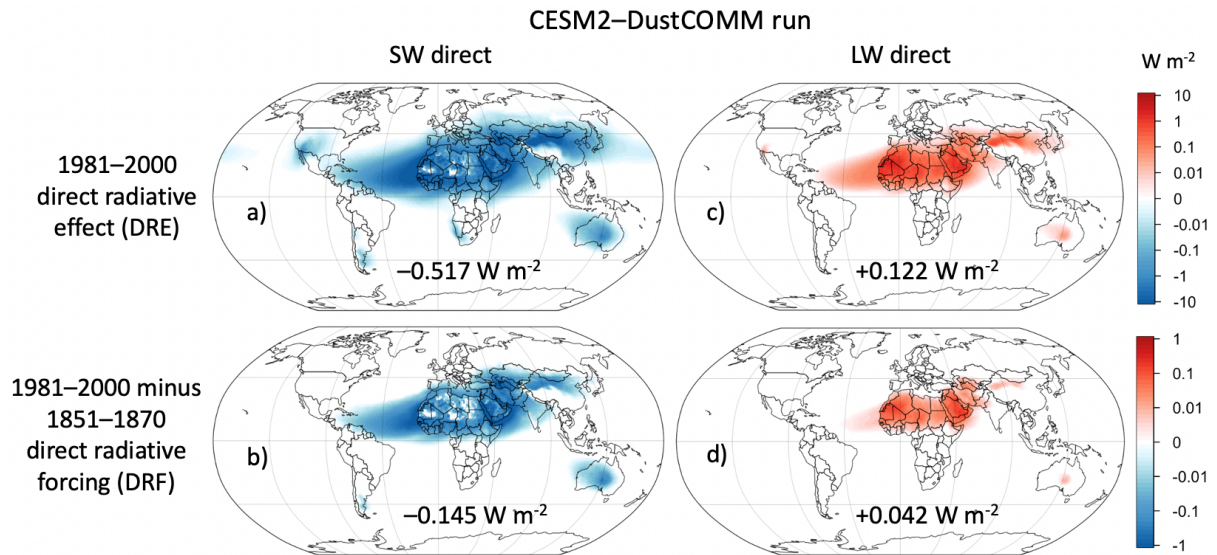 CESM2–DustCOMM run
SW direct
LW direct
W m-2
1981–2000
direct radiative
effect (DRE)
a)
–0.517 W m-2
c)
+0.122 W m-2
10
1
0.1
0.01
0
-0.01
-0.1
-1
-10
1981–2000 minus
1851–1870
direct radiative
forcing (DRF)
b)
–0.145 W m-2
d)
+0.042 W m-2
1
0.1
0.01
0
-0.01
-0.1
-1